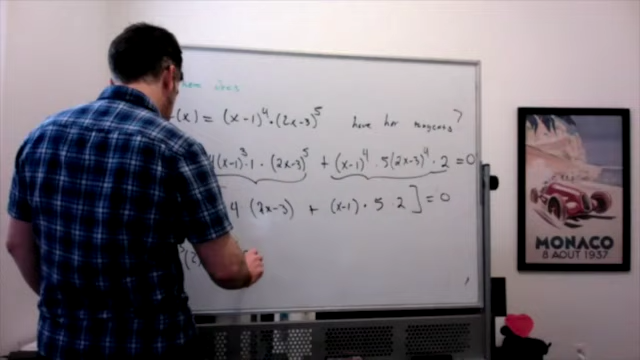 (x) = (x-1)⁴·(2x-3)⁵ have hor tangents?
4(x-1)³·1·(2x-3)⁵ + (x-1)⁴·5(2x-3)⁴·2 = 0
4 (2x-3) + (x-1)·5 2] = 0
MONACO
8 AOUT 1937